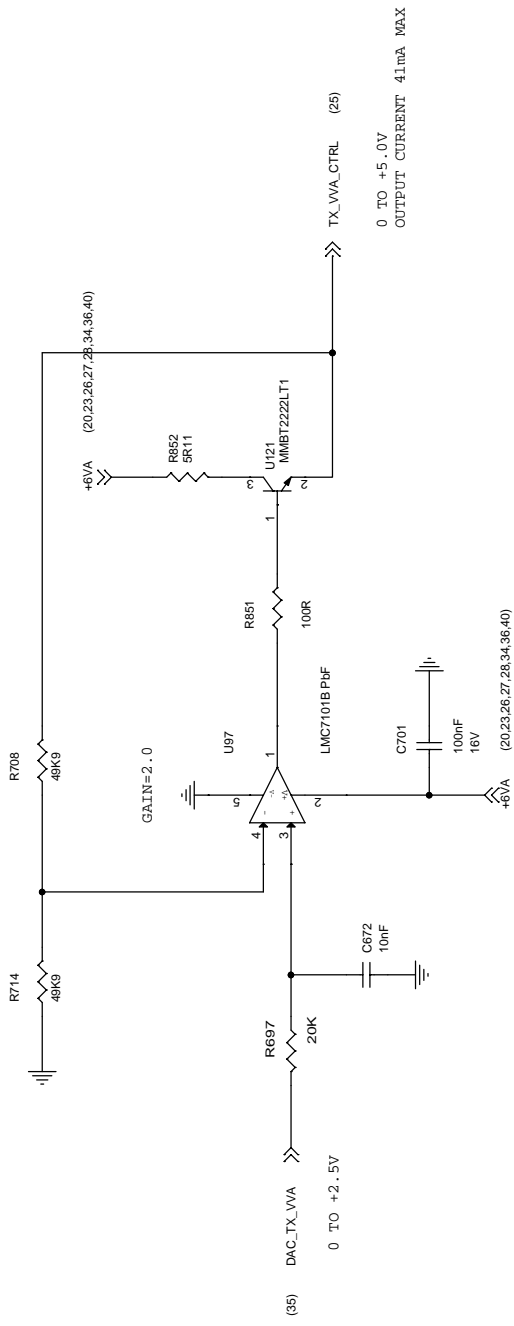 R714
49K9
R708
49K9
GAIN=2.0
+6VA
(20,23,26,27,28,34,36,40)
R852
5R11
U121
MMBT2222LT1
3
1
2
R851
100R
U97
LMC7101B PbF
5
-V
4
-
1
3
+
+V
2
C701
100nF
16V
+6VA
(20,23,26,27,28,34,36,40)
C672
10nF
R697
20K
(35)
DAC_TX_VVA
0 TO +2.5V
TX_VVA_CTRL
(25)
0 TO +5.0V
OUTPUT CURRENT 41mA MAX